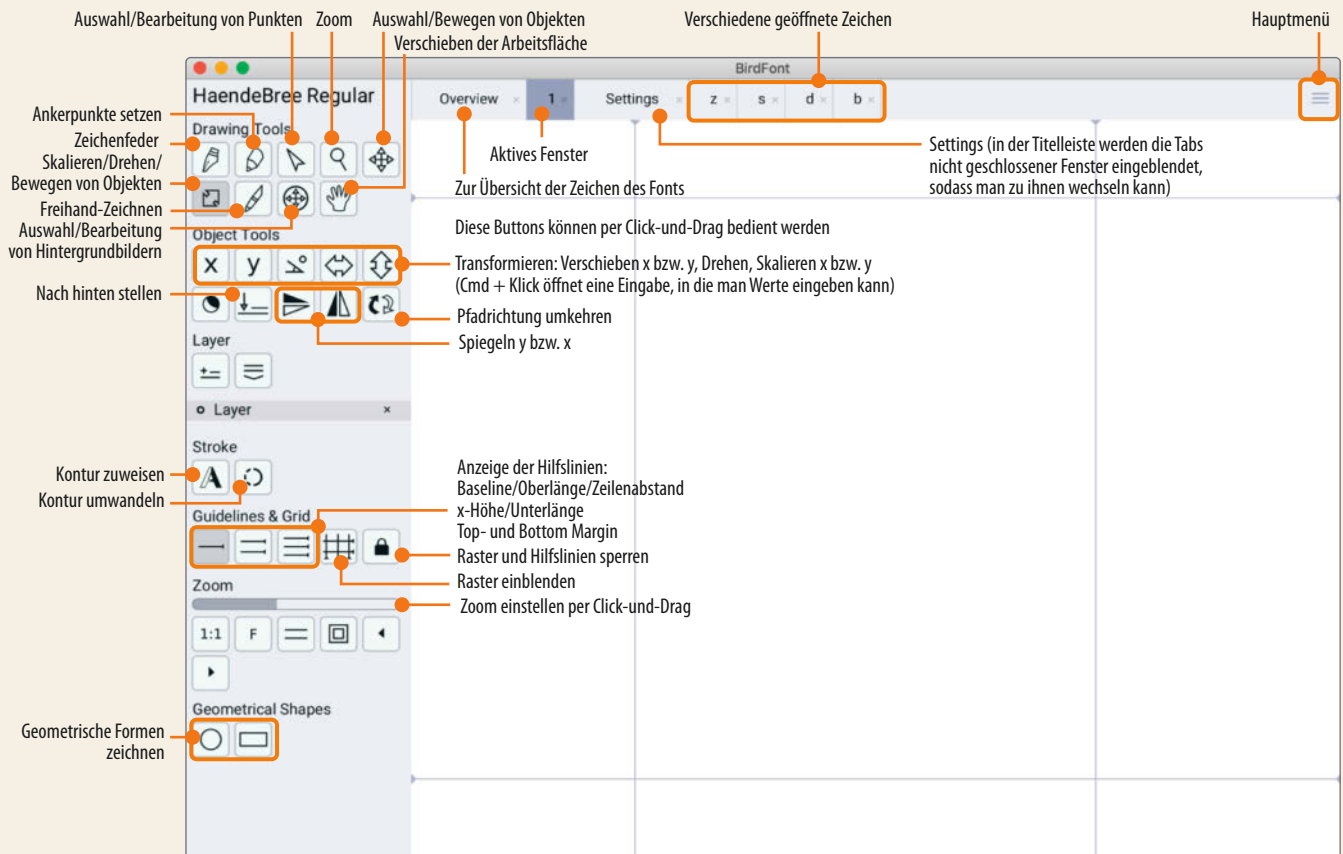 Auswahl/Bearbeitung von Punkten
Zoom
Auswahl/Bewegen von Objekten
Verschieben der Arbeitsfläche
Verschiedene geöffnete Zeichen
Hauptmenü
BirdFont
HaendeBree Regular
Overview ×
1 ×
Settings ×
z ×
s ×
d ×
b ×
Ankerpunkte setzen
Zeichenfeder
Skalieren/Drehen/
Bewegen von Objekten
Freihand-Zeichnen
Auswahl/Bearbeitung
von Hintergrundbildern
Drawing Tools
Aktives Fenster
Zur Übersicht der Zeichen des Fonts
Settings (in der Titelleiste werden die Tabs
nicht geschlossener Fenster eingeblendet,
sodass man zu ihnen wechseln kann)
Object Tools
x
y
Diese Buttons können per Click-und-Drag bedient werden
Transformieren: Verschieben x bzw. y, Drehen, Skalieren x bzw. y
(Cmd + Klick öffnet eine Eingabe, in die man Werte eingeben kann)
Nach hinten stellen
Pfadrichtung umkehren
Spiegeln y bzw. x
Layer
Layer ×
Stroke
A
Kontur zuweisen
Kontur umwandeln
Guidelines & Grid
Anzeige der Hilfslinien:
Baseline/Oberlänge/Zeilenabstand
x-Höhe/Unterlänge
Top- und Bottom Margin
Raster und Hilfslinien sperren
Raster einblenden
Zoom
Zoom einstellen per Click-und-Drag
1:1
F
Geometrical Shapes
Geometrische Formen
zeichnen